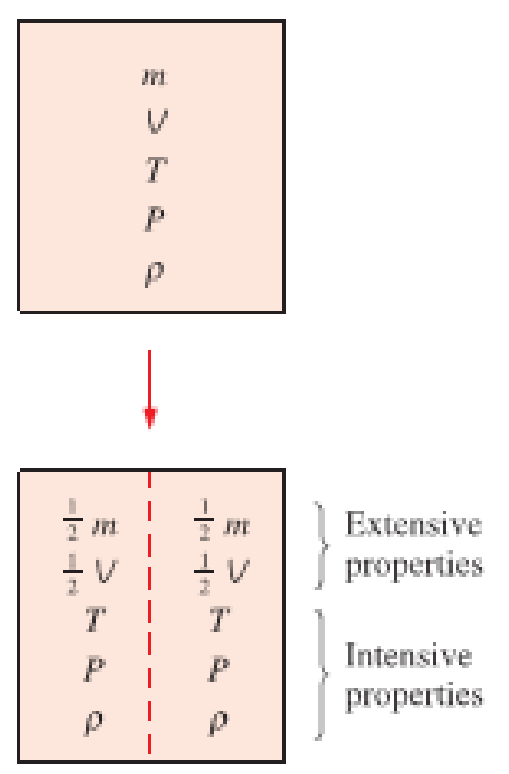 m
V
T
P
ρ
½ m ½ m
½ V ½ V
T T
P P
ρ ρ
Extensive
properties
Intensive
properties